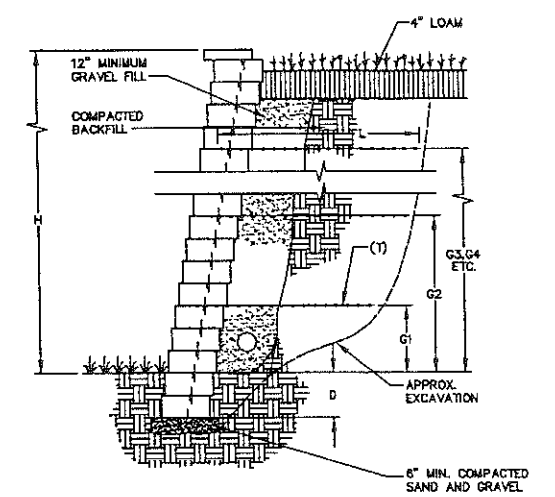 4" LOAM
12" MINIMUM
GRAVEL FILL
COMPACTED
BACKFILL
L
H
(T)
G3,G4
ETC.
G2
G1
D
APPROX.
EXCAVATION
6" MIN. COMPACTED
SAND AND GRAVEL